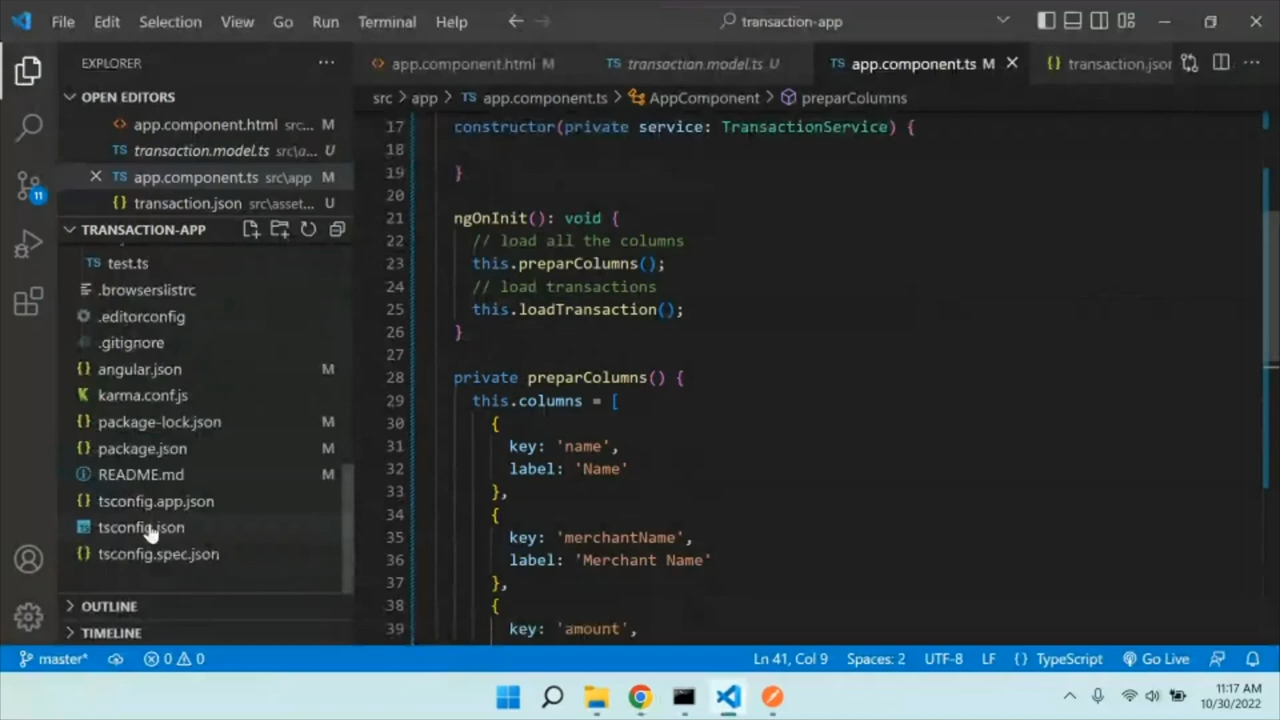 File Edit Selection View Go Run Terminal Help
transaction-app
EXPLORER
OPEN EDITORS
app.component.html src... M
transaction.model.ts src\a... U
app.component.ts src\app M
transaction.json src\asset... U
TRANSACTION-APP
test.ts
.browserslistrc
.editorconfig
.gitignore
angular.json M
karma.conf.js
package-lock.json M
package.json M
README.md M
tsconfig.app.json
tsconfig.json
tsconfig.spec.json
OUTLINE
TIMELINE
app.component.html M
transaction.model.ts U
app.component.ts M
transaction.json
src > app > TS app.component.ts > AppComponent > preparColumns
17 constructor(private service: TransactionService) {
18
19 }
20
21 ngOnInit(): void {
22 // load all the columns
23 this.preparColumns();
24 // load transactions
25 this.loadTransaction();
26 }
27
28 private preparColumns() {
29 this.columns = [
30 {
31 key: 'name',
32 label: 'Name'
33 },
34 {
35 key: 'merchantName',
36 label: 'Merchant Name'
37 },
38 {
39 key: 'amount',
11
master* 0 0 Ln 41, Col 9 Spaces: 2 UTF-8 LF {} TypeScript Go Live
11:17 AM
10/30/2022